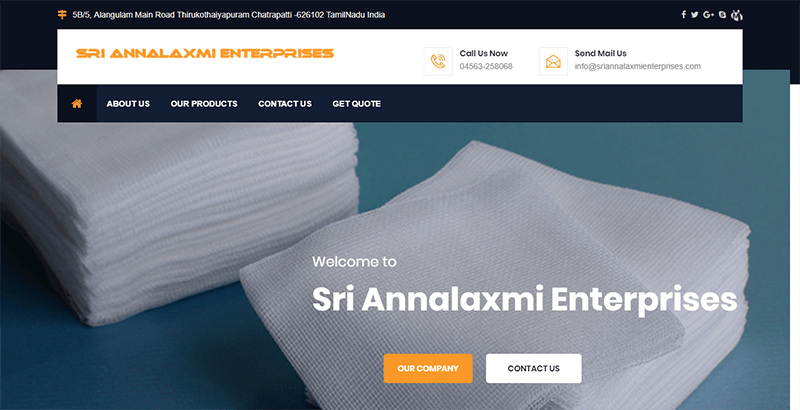 5B/5, Alangulam Main Road Thirukothaiyapuram Chatrapatti -626102 TamilNadu India
SRI ANNALAXMI ENTERPRISES
Call Us Now
04563-258068
Send Mail Us
info@sriannalaxmienterprises.com
ABOUT US OUR PRODUCTS CONTACT US GET QUOTE
Welcome to
Sri Annalaxmi Enterprises
OUR COMPANY CONTACT US